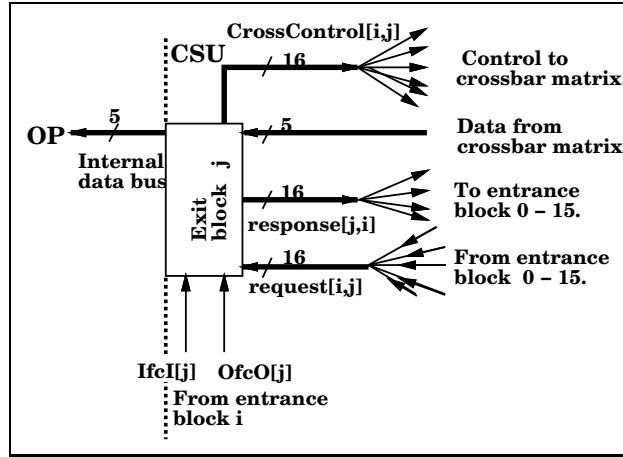 CrossControl[i,j]
CSU
16
Control to
crossbar matrix.
5
OP
Internal
data bus
5
Data from
crossbar matrix
Exit
block j
16
response[j,i]
To entrance
block 0 – 15.
16
request[i,j]
From entrance
block 0 – 15.
IfcI[j]
OfcO[j]
From entrance
block i